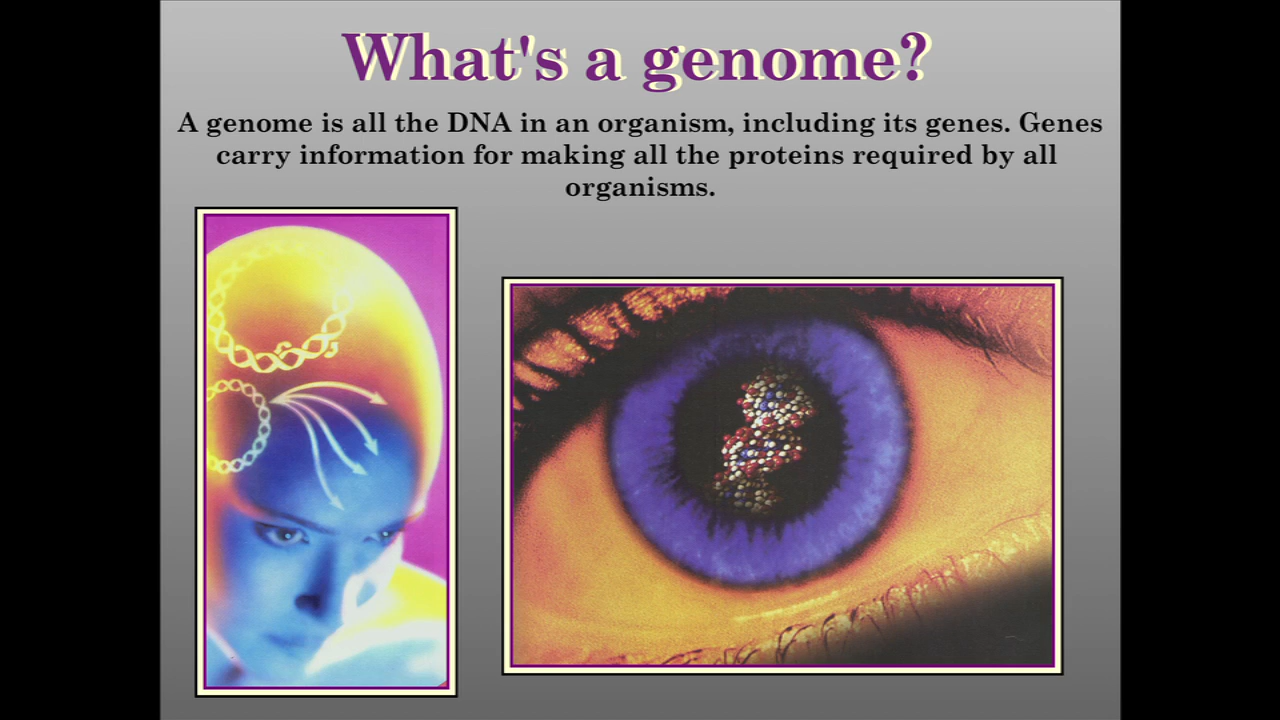 What's a genome?
A genome is all the DNA in an organism, including its genes. Genes
carry information for making all the proteins required by all
organisms.